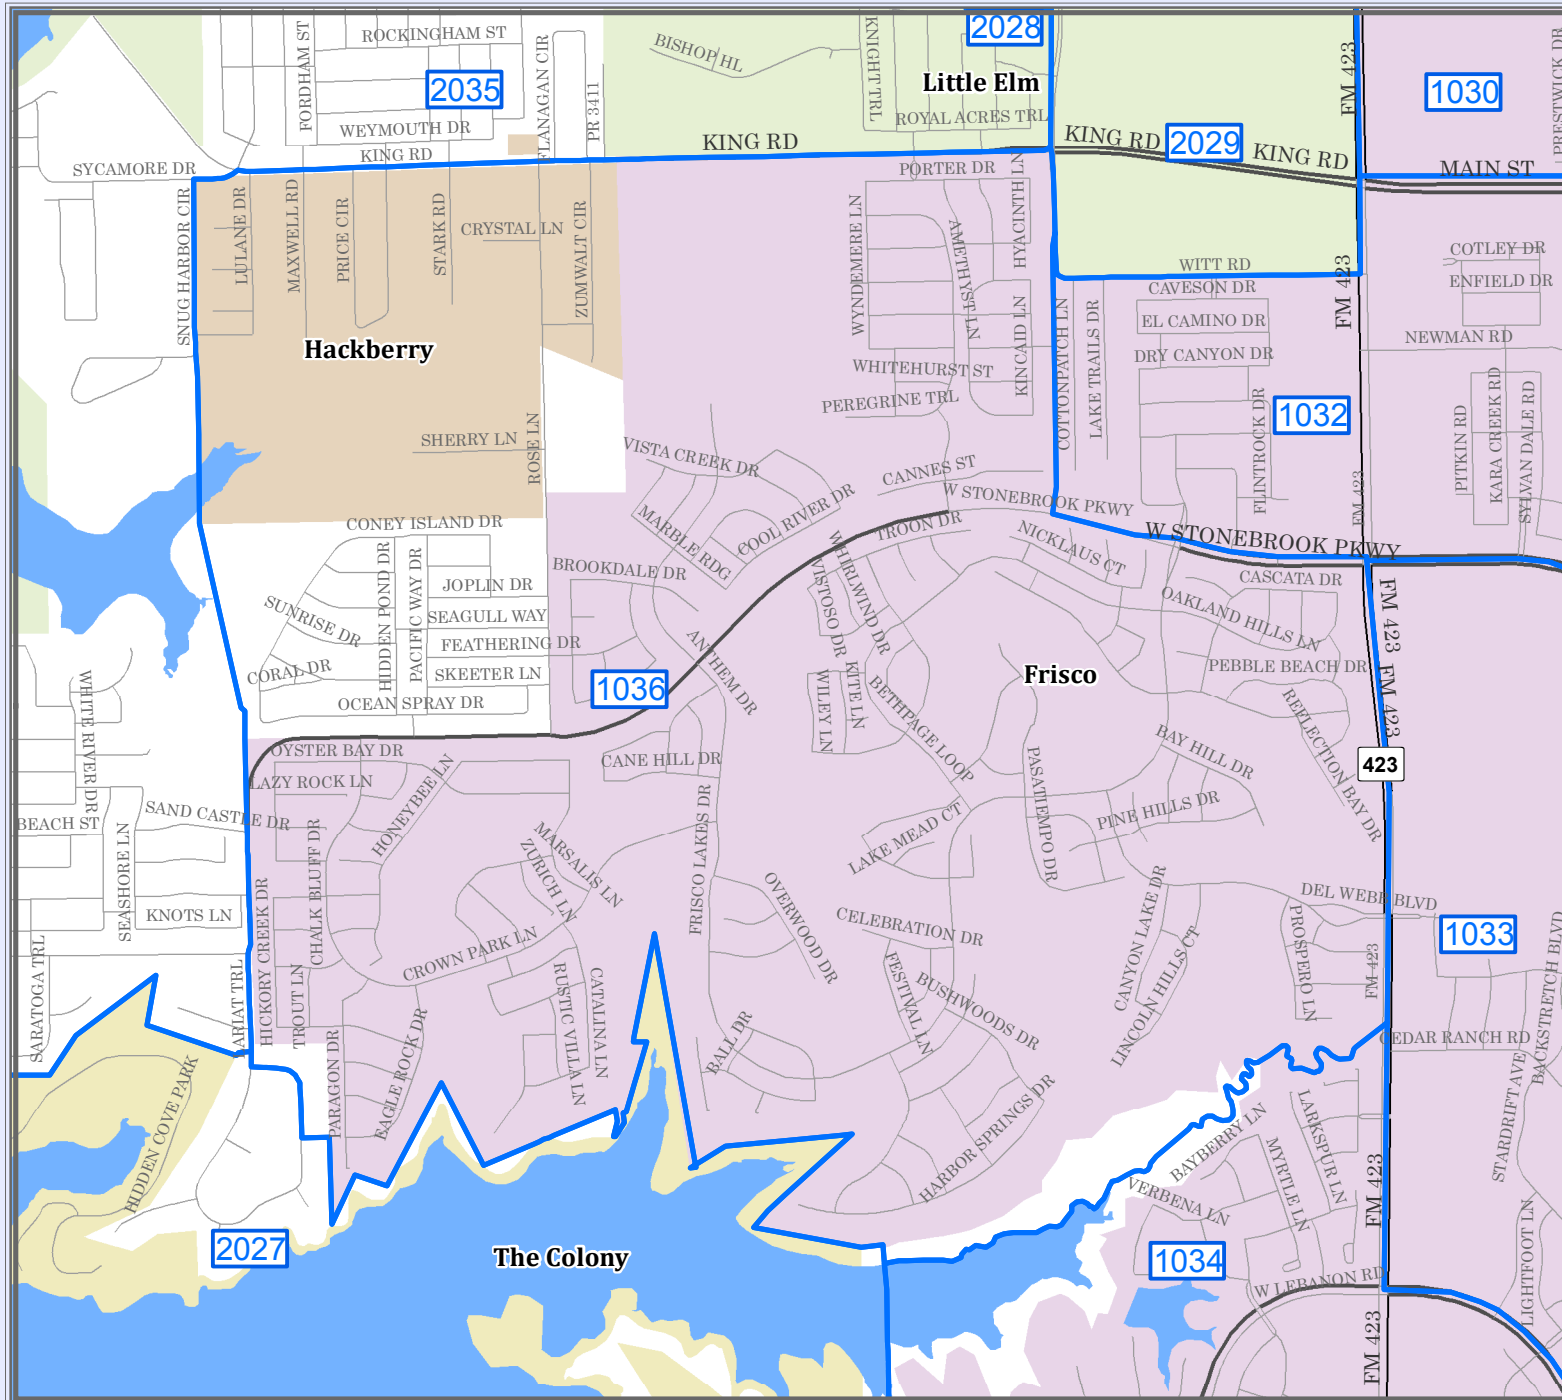 2028
ROCKINGHAM ST
FORDHAM ST
FLANAGAN CIR
BISHOP HL
KNIGHT TRL
FM 423
PRESTWICK DR
2035
Little Elm
1030
PR 3411
WEYMOUTH DR
ROYAL ACRES TRL
KING RD
KING RD
KING RD
2029
KING RD
SYCAMORE DR
PORTER DR
MAIN ST
SNUG HARBOR CIR
LULANE DR
MAXWELL RD
PRICE CIR
STARK RD
CRYSTAL LN
ZUMWALT CIR
WYNDEMERE LN
AMETHYST LN
HYACINTH LN
WITT RD
FM 423
COTLEY DR
ENFIELD DR
CAVESON DR
EL CAMINO DR
NEWMAN RD
Hackberry
KINCAID LN
COTTONPATCH LN
LAKE TRAILS DR
DRY CANYON DR
WHITEHURST ST
PEREGRINE TRL
1032
FLINTROCK DR
PITKIN RD
KARA CREEK RD
SYLVAN DALE RD
SHERRY LN
ROSE LN
VISTA CREEK DR
CANNES ST
FM 423
W STONEBROOK PKWY
MARBLE RDG
COOL RIVER DR
CONEY ISLAND DR
TROON DR
NICKLAUS CT
W STONEBROOK PKWY
HIDDEN POND DR
PACIFIC WAY DR
JOPLIN DR
BROOKDALE DR
VISTOSO DR
WHIRLWIND DR
CASCATA DR
OAKLAND HILLS LN
FM 423
SUNRISE DR
SEAGULL WAY
FEATHERING DR
ANTHEM DR
CORAL DR
SKEETER LN
1036
WILEY LN
KITE LN
Frisco
PEBBLE BEACH DR
FM 423
WHITE RIVER DR
OCEAN SPRAY DR
BETHPAGE LOOP
REFLECTION BAY DR
OYSTER BAY DR
CANE HILL DR
PASATIEMPO DR
BAY HILL DR
423
LAZY ROCK LN
HONEYBEE LN
PINE HILLS DR
BEACH ST
SAND CASTLE DR
LAKE MEAD CT
SEASHORE LN
CHALK BLUFF DR
MARSALIS LN
ZURICH LN
FRISCO LAKES DR
OVERWOOD DR
DEL WEBB BLVD
KNOTS LN
HICKORY CREEK DR
CELEBRATION DR
CANYON LAKE DR
PROSPERO LN
1033
BACKSTRETCH BLVD
SARATOGA TRL
CROWN PARK LN
FESTIVAL LN
BUSHWOODS DR
LINCOLN HILLS CT
FM 423
LARIAT TRL
TROUT LN
RUSTIC VILLA LN
CATALINA LN
BALL DR
CEDAR RANCH RD
PARAGON DR
EAGLE ROCK DR
HIDDEN COVE PARK
HARBOR SPRINGS DR
BAYBERRY LN
LARKSPUR LN
MYRTLE LN
STARDRIFT AVE
VERBENA LN
FM 423
2027
The Colony
1034
W LEBANON RD
LIGHTFOOT LN
FM 423